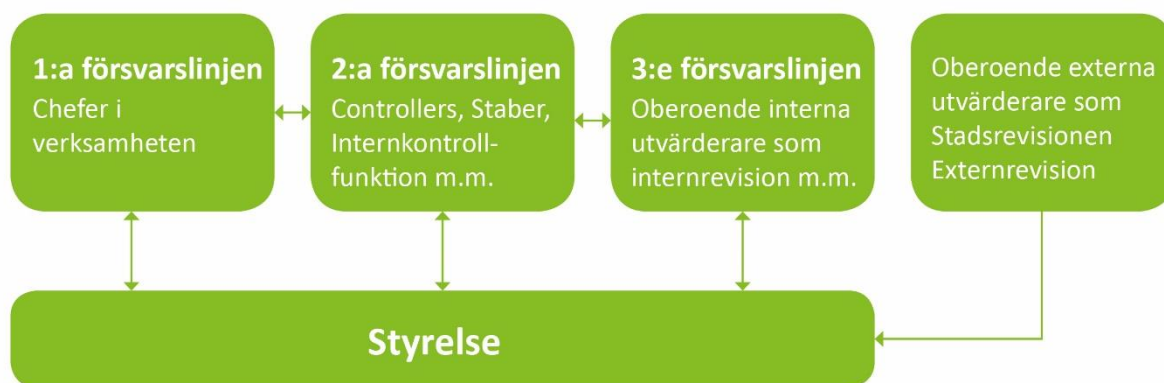 1:a försvarslinjen
Chefer i
verksamheten
2:a försvarslinjen
Controllers, Staber,
Internkontroll-
funktion m.m.
3:e försvarslinjen
Oberoende interna
utvärderare som
internrevision m.m.
Oberoende externa
utvärderare som
Stadsrevisionen
Externrevision
Styrelse